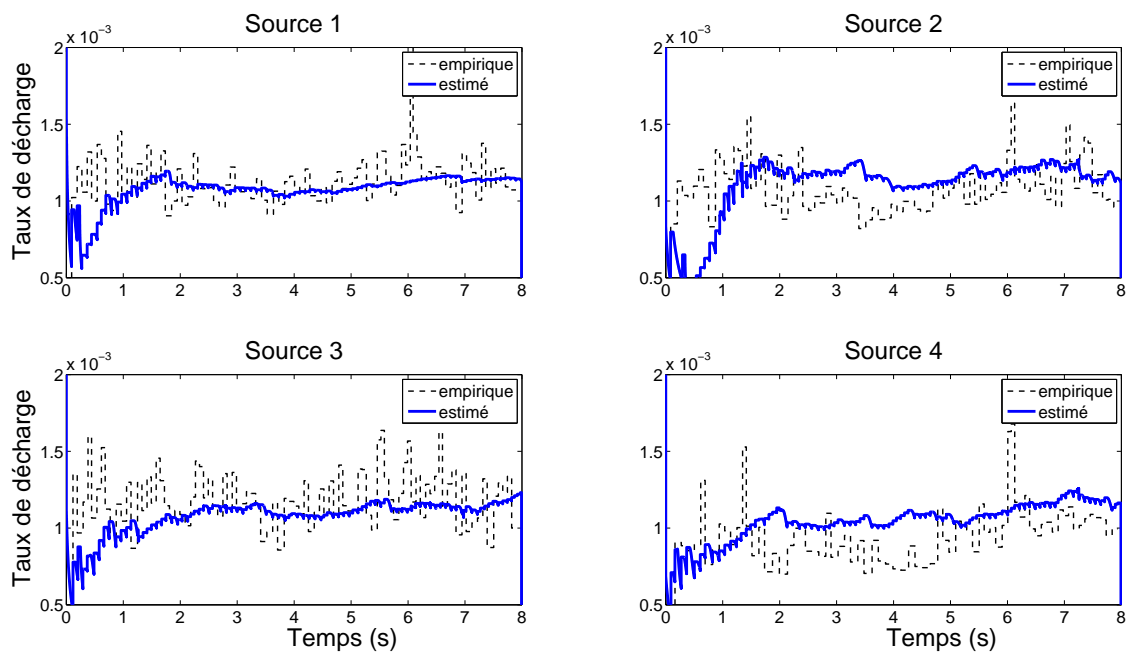 Source 1
x 10⁻³
Taux de décharge
2
1.5
1
0.5
0 1 2 3 4 5 6 7 8
empirique
estimé
Source 2
x 10⁻³
2
1.5
1
0.5
0 1 2 3 4 5 6 7 8
empirique
estimé
Source 3
x 10⁻³
Taux de décharge
2
1.5
1
0.5
0 1 2 3 4 5 6 7 8
Temps (s)
empirique
estimé
Source 4
x 10⁻³
2
1.5
1
0.5
0 1 2 3 4 5 6 7 8
Temps (s)
empirique
estimé